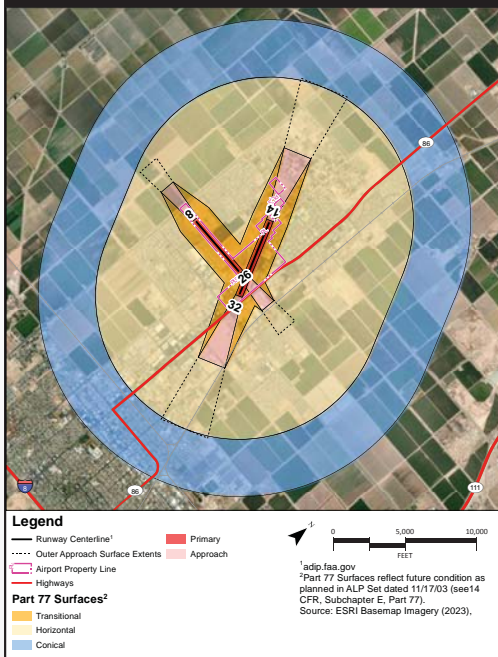 86
14
8
26
32
86
8
111
Legend
Runway Centerline¹
Outer Approach Surface Extents
Airport Property Line
Highways
Part 77 Surfaces²
Transitional
Horizontal
Conical
Primary
Approach
N
0 5,000 10,000
FEET
¹adip.faa.gov
²Part 77 Surfaces reflect future condition as
planned in ALP Set dated 11/17/03 (see14
CFR, Subchapter E, Part 77).
Source: ESRI Basemap Imagery (2023),